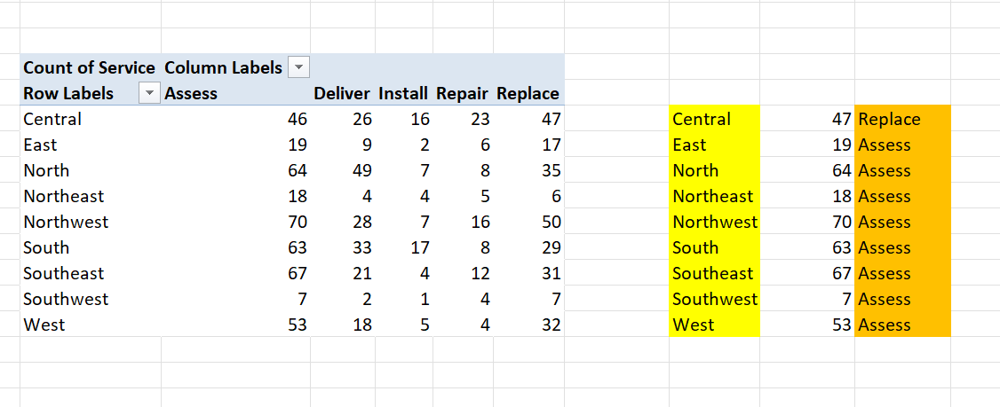 Count of Service Column Labels
Row Labels Assess Deliver Install Repair Replace
Central 46 26 16 23 47 Central 47 Replace
East 19 9 2 6 17 East 19 Assess
North 64 49 7 8 35 North 64 Assess
Northeast 18 4 4 5 6 Northeast 18 Assess
Northwest 70 28 7 16 50 Northwest 70 Assess
South 63 33 17 8 29 South 63 Assess
Southeast 67 21 4 12 31 Southeast 67 Assess
Southwest 7 2 1 4 7 Southwest 7 Assess
West 53 18 5 4 32 West 53 Assess